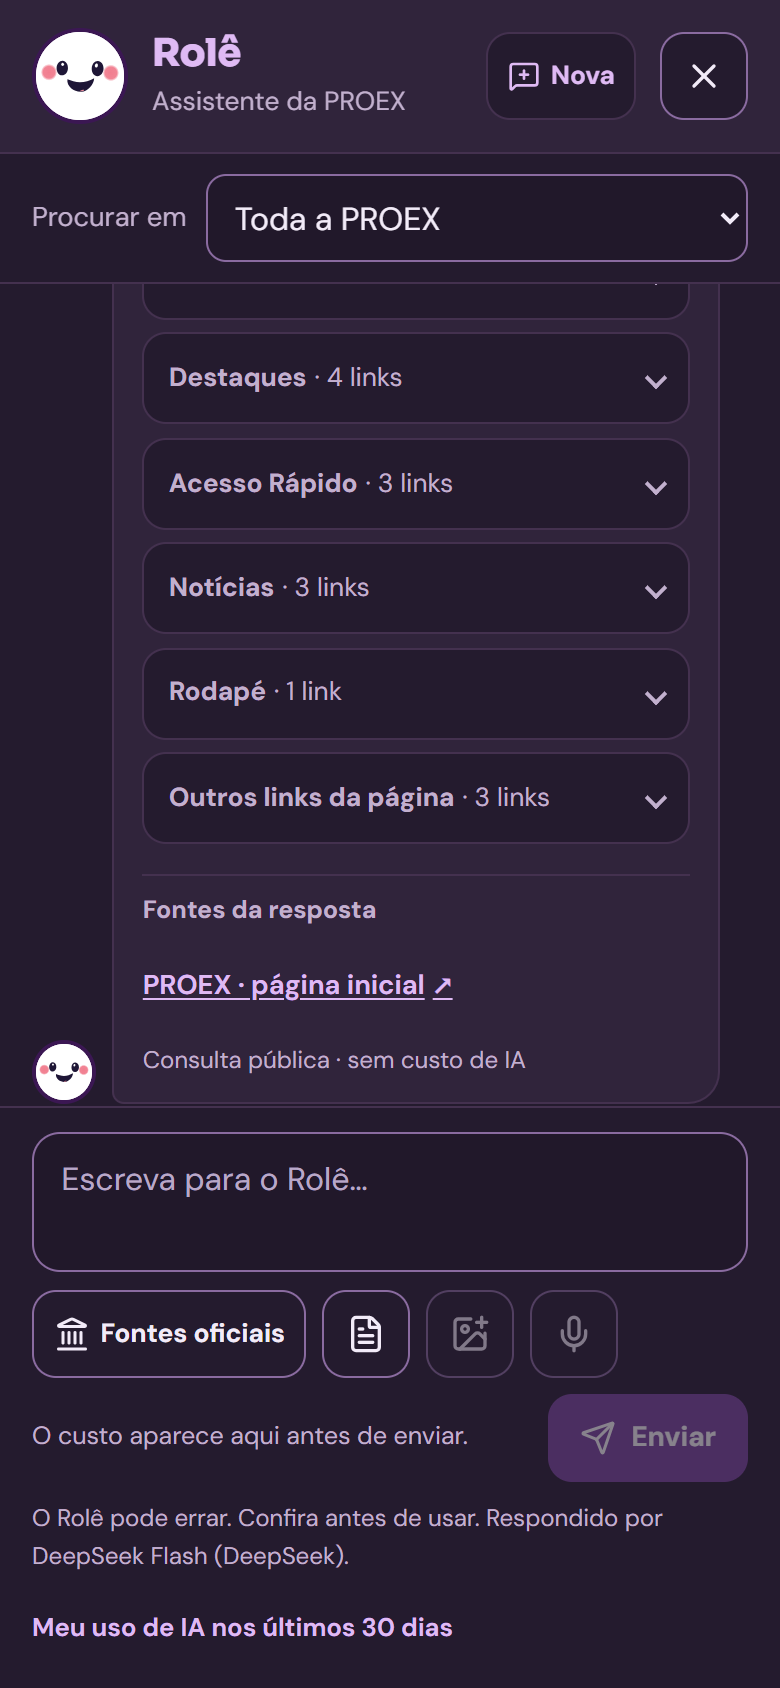 Rolê
Assistente da PROEX
Nova
Procurar em
Toda a PROEX
Destaques · 4 links
Acesso Rápido · 3 links
Notícias · 3 links
Rodapé · 1 link
Outros links da página · 3 links
Fontes da resposta
PROEX · página inicial ↗
Consulta pública · sem custo de IA
Escreva para o Rolê...
Fontes oficiais
O custo aparece aqui antes de enviar.
Enviar
O Rolê pode errar. Confira antes de usar. Respondido por
DeepSeek Flash (DeepSeek).
Meu uso de IA nos últimos 30 dias